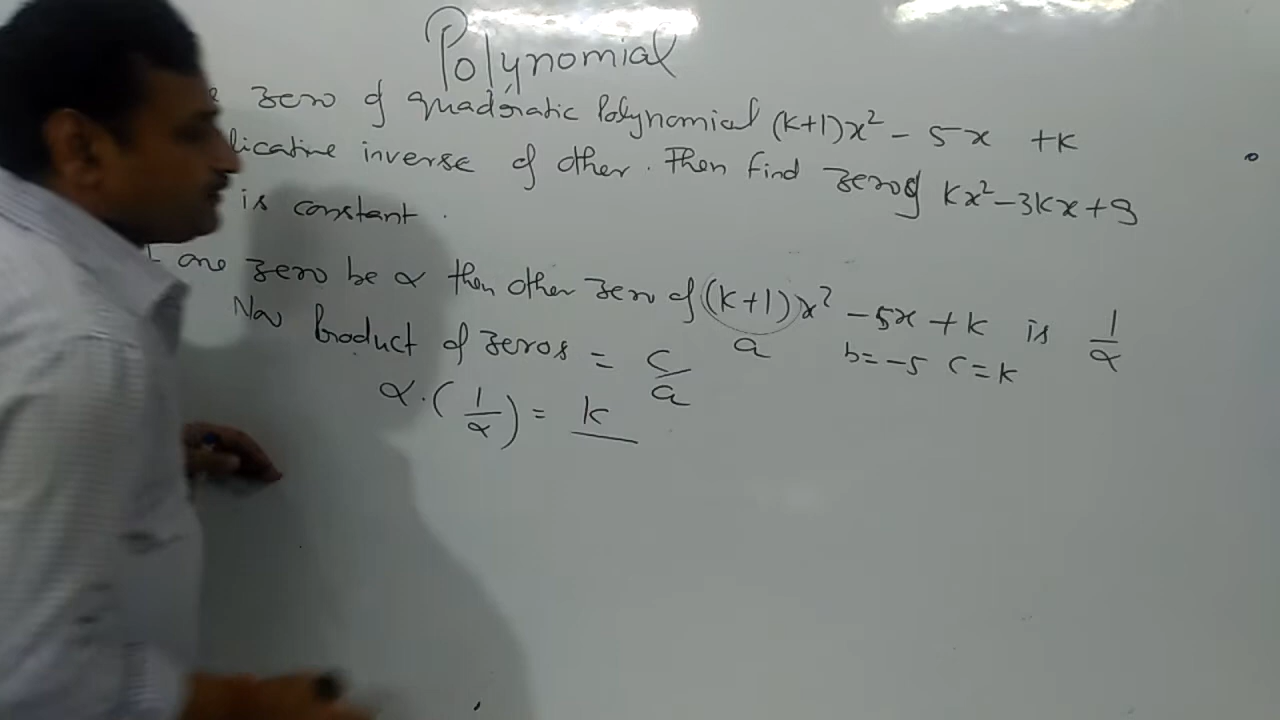 Polynomial
zero of quadratic Polynomial (k+1)x² - 5x + k
licative inverse of other. Then find zero of kx² - 3kx + 9
is constant.
one zero be α then other zero of (k+1)x² - 5x + k is 1/α
a b = -5 c = k
Now Product of zeros = c/a
α.(1/α) = k